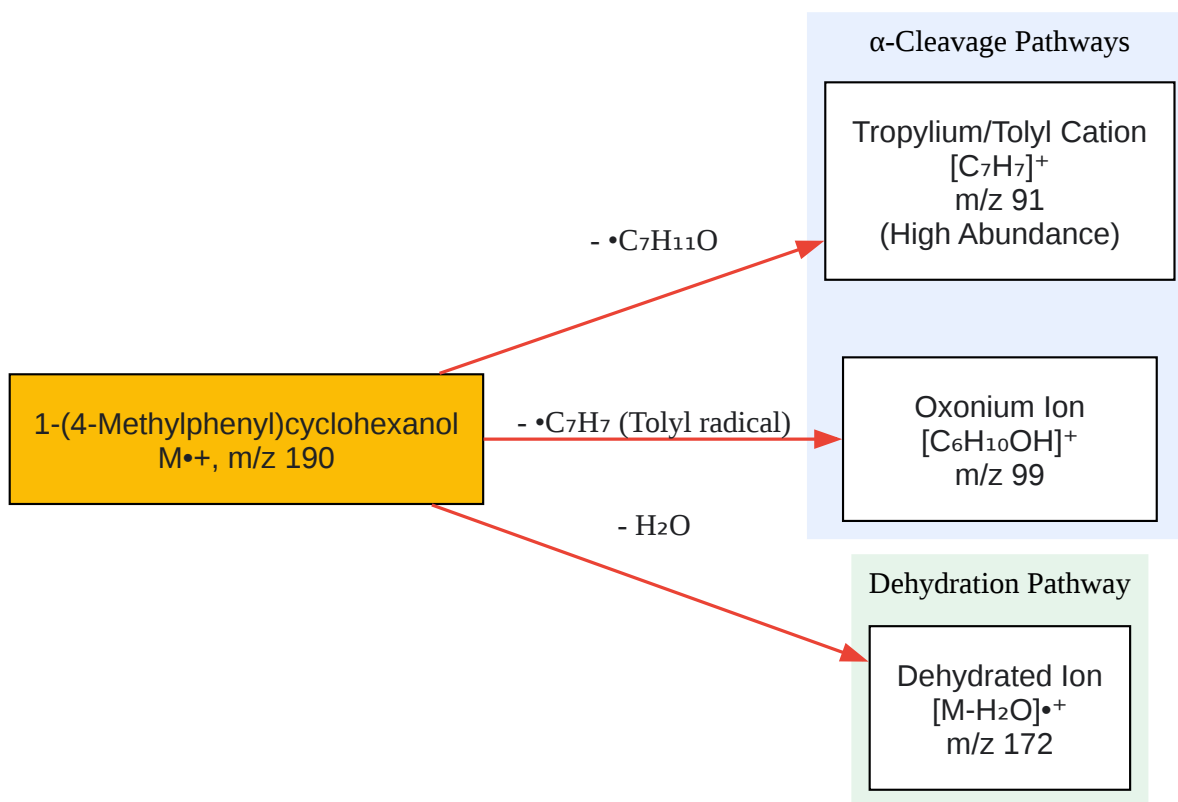 α-Cleavage Pathways
Tropylium/Tolyl Cation
[C₇H₇]⁺
m/z 91
(High Abundance)
- •C₇H₁₁O
Oxonium Ion
[C₆H₁₀OH]⁺
m/z 99
- •C₇H₇ (Tolyl radical)
1-(4-Methylphenyl)cyclohexanol
M•+, m/z 190
- H₂O
Dehydration Pathway
Dehydrated Ion
[M-H₂O]•⁺
m/z 172